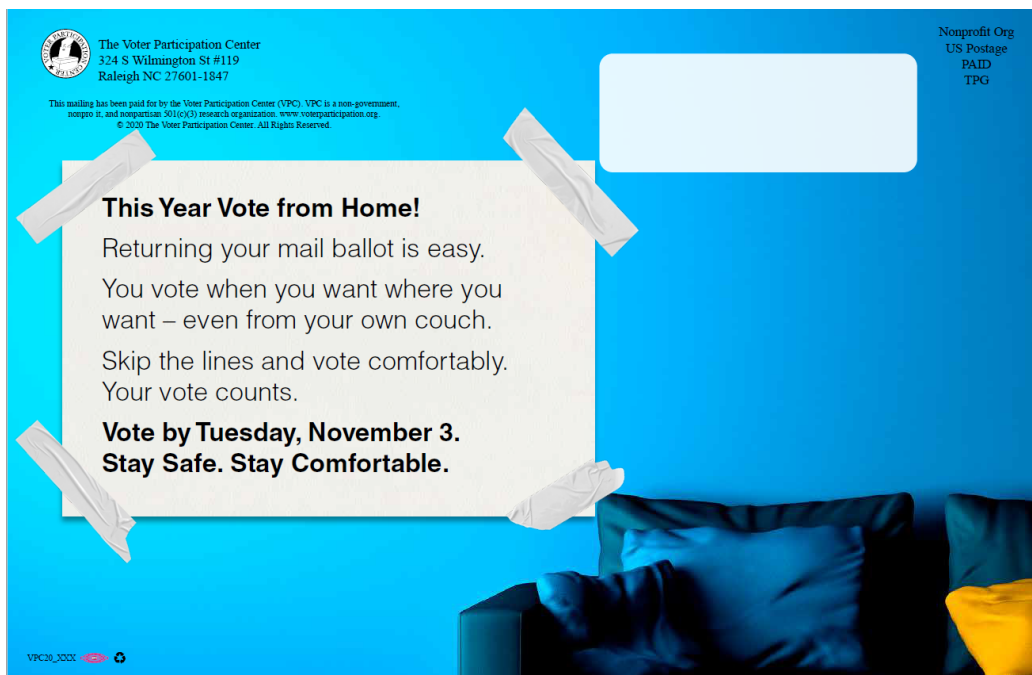 VOTER PARTICIPATION CENTER
The Voter Participation Center
324 S Wilmington St #119
Raleigh NC 27601-1847
This mailing has been paid for by the Voter Participation Center (VPC). VPC is a non-government,
nonpro it, and nonpartisan 501(c)(3) research organization, www.voterparticipation.org.
© 2020 The Voter Participation Center. All Rights Reserved.
Nonprofit Org
US Postage
PAID
TPG
This Year Vote from Home!
Returning your mail ballot is easy.
You vote when you want where you
want – even from your own couch.
Skip the lines and vote comfortably.
Your vote counts.
Vote by Tuesday, November 3.
Stay Safe. Stay Comfortable.
VPC20_XXX